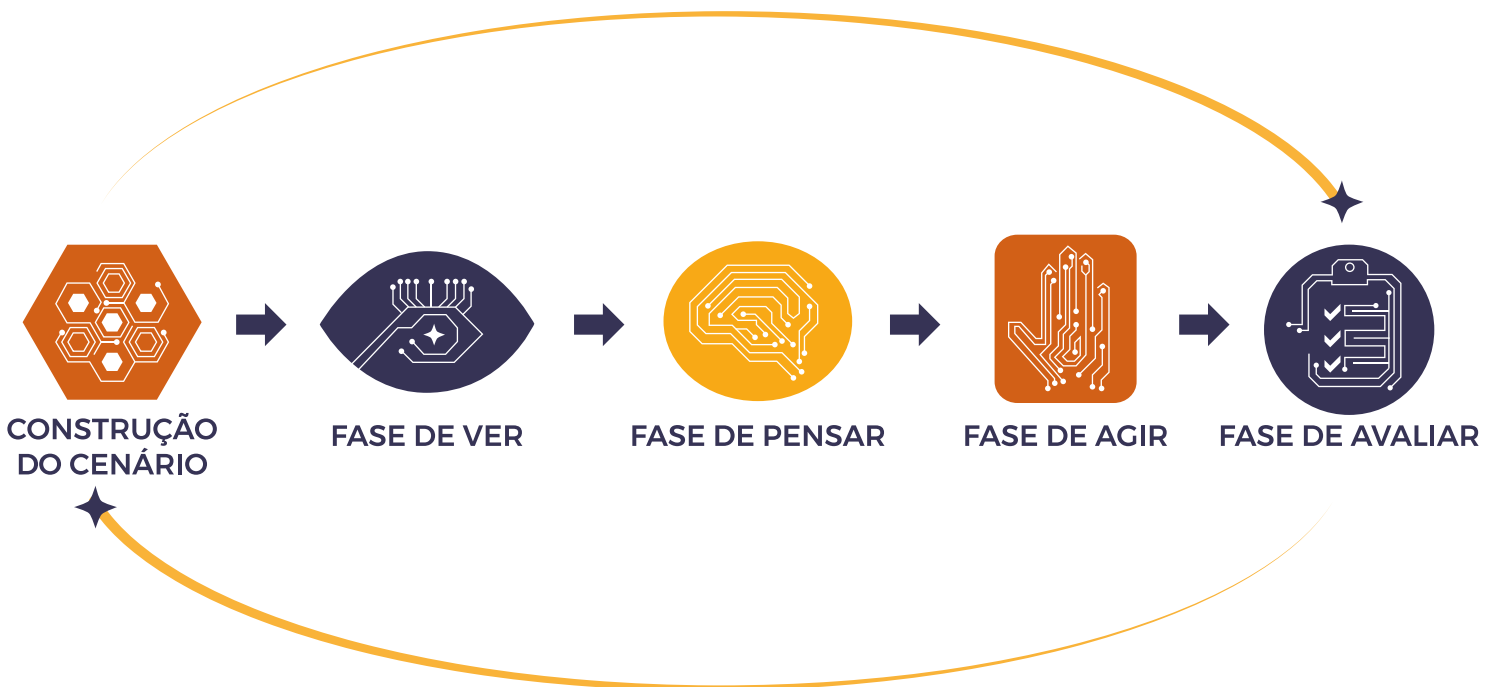 CONSTRUÇÃO
DO CENÁRIO
FASE DE VER
FASE DE PENSAR
FASE DE AGIR
FASE DE AVALIAR